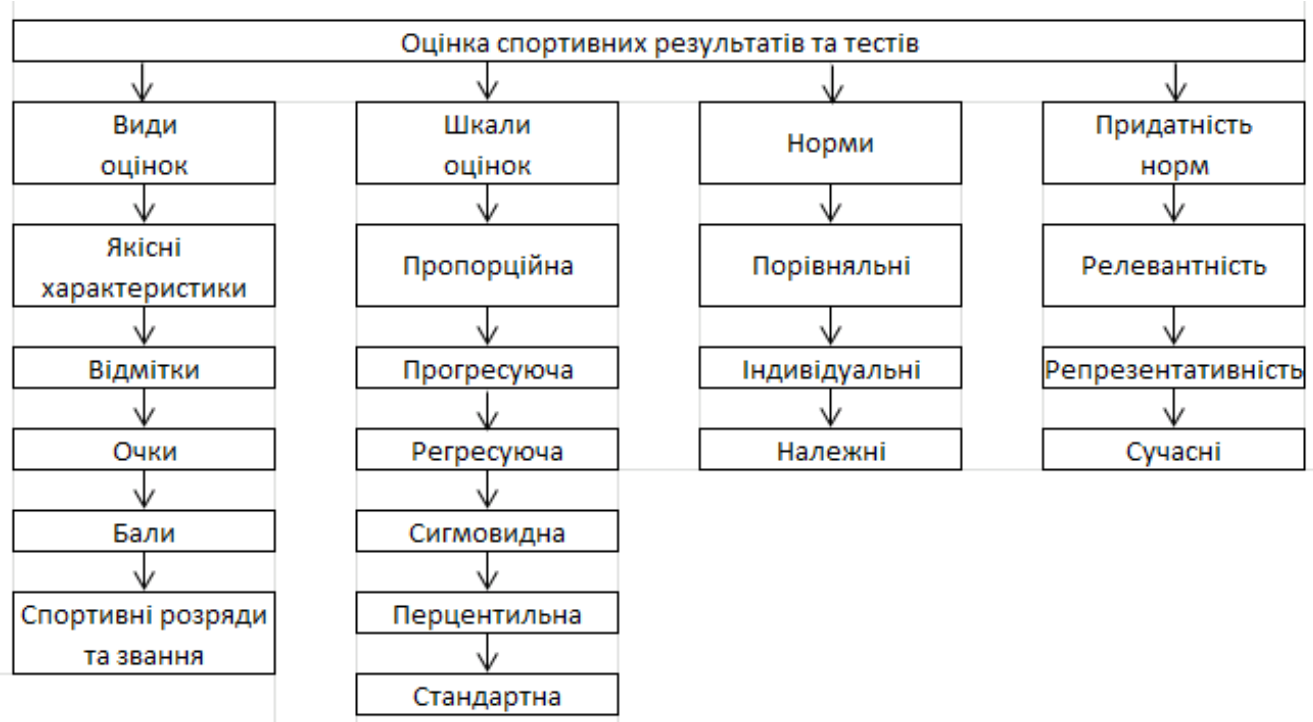 Оцінка спортивних результатів та тестів
Види
оцінок
Якісні
характеристики
Відмітки
Очки
Бали
Спортивні розряди
та звання
Шкали
оцінок
Пропорційна
Прогресуюча
Регресуюча
Сигмовидна
Перцентильна
Стандартна
Норми
Порівняльні
Індивідуальні
Належні
Придатність
норм
Релевантність
Репрезентативність
Сучасні